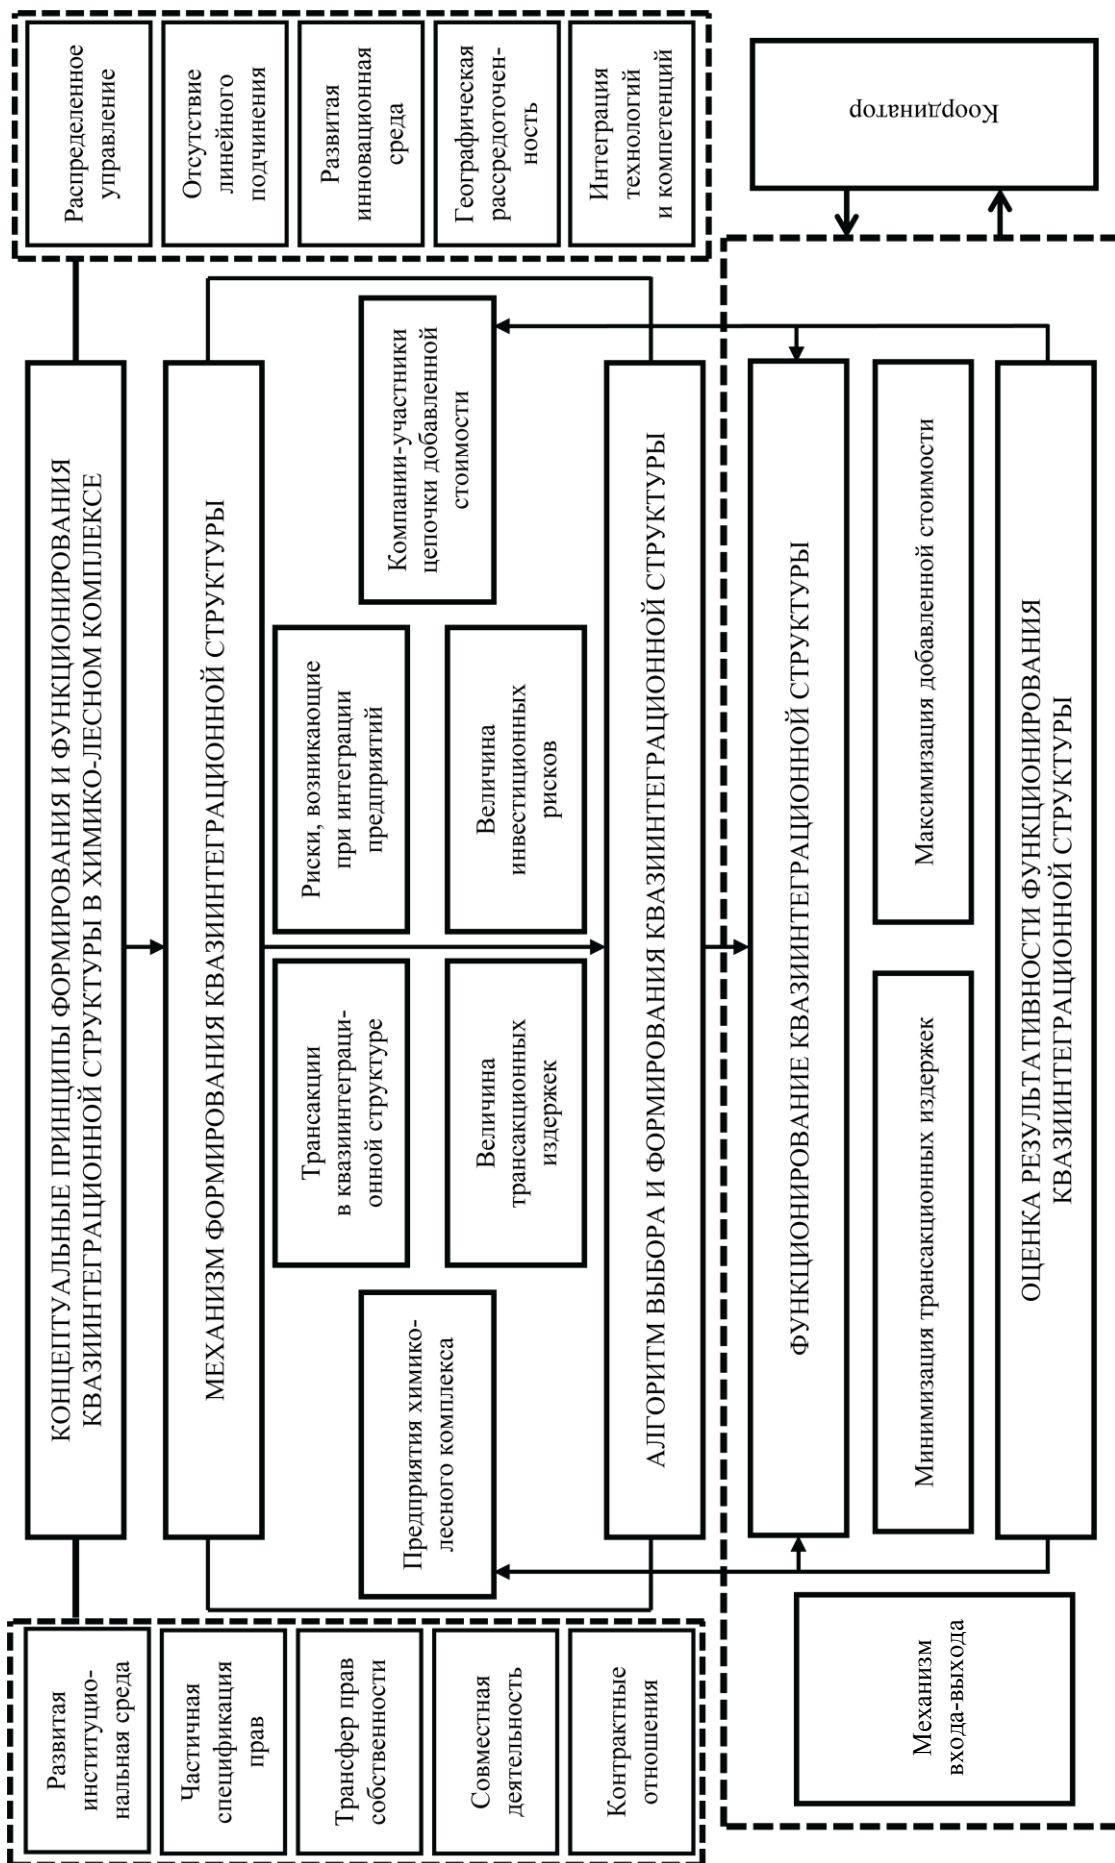 КОНЦЕПТУАЛЬНЫЕ ПРИНЦИПЫ ФОРМИРОВАНИЯ И ФУНКЦИОНИРОВАНИЯ
КВАЗИИНТЕГРАЦИОННОЙ СТРУКТУРЫ В ХИМИКО-ЛЕСНОМ КОМПЛЕКСЕ
Развитая
институцио-
нальная среда
Частичная
спецификация
прав
Трансфер прав
собственности
Совместная
деятельность
Контрактные
отношения
Распределенное
управление
Отсутствие
линейного
подчинения
Развитая
инновационная
среда
Географическая
рассредоточен-
ность
Интеграция
технологий
и компетенций
МЕХАНИЗМ ФОРМИРОВАНИЯ КВАЗИИНТЕГРАЦИОННОЙ СТРУКТУРЫ
Предприятия химико-
лесного комплекса
Трансакции
в квазиинтеграци-
онной структуре
Риски, возникающие
при интеграции
предприятий
Величина
трансакционных
издержек
Величина
инвестиционных
рисков
Компании-участники
цепочки добавленной
стоимости
АЛГОРИТМ ВЫБОРА И ФОРМИРОВАНИЯ КВАЗИИНТЕГРАЦИОННОЙ СТРУКТУРЫ
Механизм
входа-выхода
ФУНКЦИОНИРОВАНИЕ КВАЗИИНТЕГРАЦИОННОЙ СТРУКТУРЫ
Минимизация трансакционных издержек
Максимизация добавленной стоимости
ОЦЕНКА РЕЗУЛЬТАТИВНОСТИ ФУНКЦИОНИРОВАНИЯ
КВАЗИИНТЕГРАЦИОННОЙ СТРУКТУРЫ
Координатор